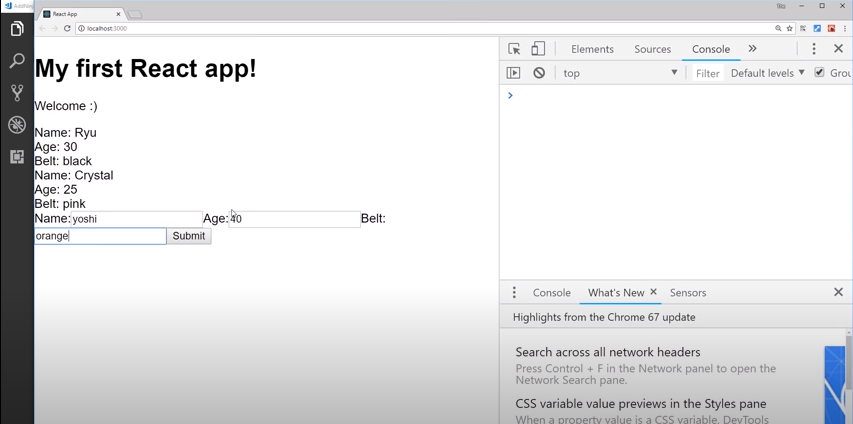 React App
localhost:3000
Elements Sources Console
top Filter Default levels
My first React app!
Welcome :)
Name: Ryu
Age: 30
Belt: black
Name: Crystal
Age: 25
Belt: pink
Name: yoshi Age: 40 Belt:
orange Submit
Console What's New Sensors
Highlights from the Chrome 67 update
Search across all network headers
Press Control + F in the Network panel to open the
Network Search pane.
CSS variable value previews in the Styles pane
When a property value is a CSS variable, DevTools